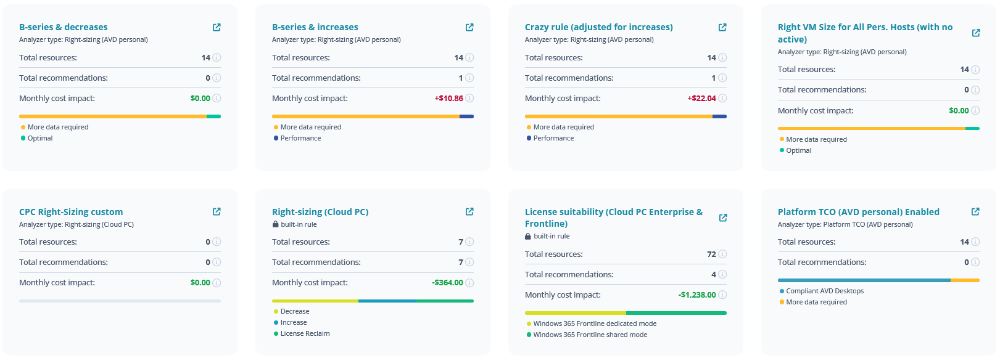 B-series & decreases
Analyzer type: Right-sizing (AVD personal)
Total resources: 14
Total recommendations: 0
Monthly cost impact: $0.00
More data required
Optimal
B-series & increases
Analyzer type: Right-sizing (AVD personal)
Total resources: 14
Total recommendations: 1
Monthly cost impact: +$10.86
More data required
Performance
Crazy rule (adjusted for increases)
Analyzer type: Right-sizing (AVD personal)
Total resources: 14
Total recommendations: 1
Monthly cost impact: +$22.04
More data required
Performance
Right VM Size for All Pers. Hosts (with no
active)
Analyzer type: Right-sizing (AVD personal)
Total resources: 14
Total recommendations: 0
Monthly cost impact: $0.00
More data required
Optimal
CPC Right-Sizing custom
Analyzer type: Right-sizing (Cloud PC)
Total resources: 0
Total recommendations: 0
Monthly cost impact: $0.00
Right-sizing (Cloud PC)
built-in rule
Total resources: 7
Total recommendations: 7
Monthly cost impact: -$364.00
Decrease
Increase
License Reclaim
License suitability (Cloud PC Enterprise &
Frontline)
built-in rule
Total resources: 72
Total recommendations: 4
Monthly cost impact: -$1,238.00
Windows 365 Frontline dedicated mode
Windows 365 Frontline shared mode
Platform TCO (AVD personal) Enabled
Analyzer type: Platform TCO (AVD personal)
Total resources: 14
Total recommendations: 0
Compliant AVD Desktops
More data required